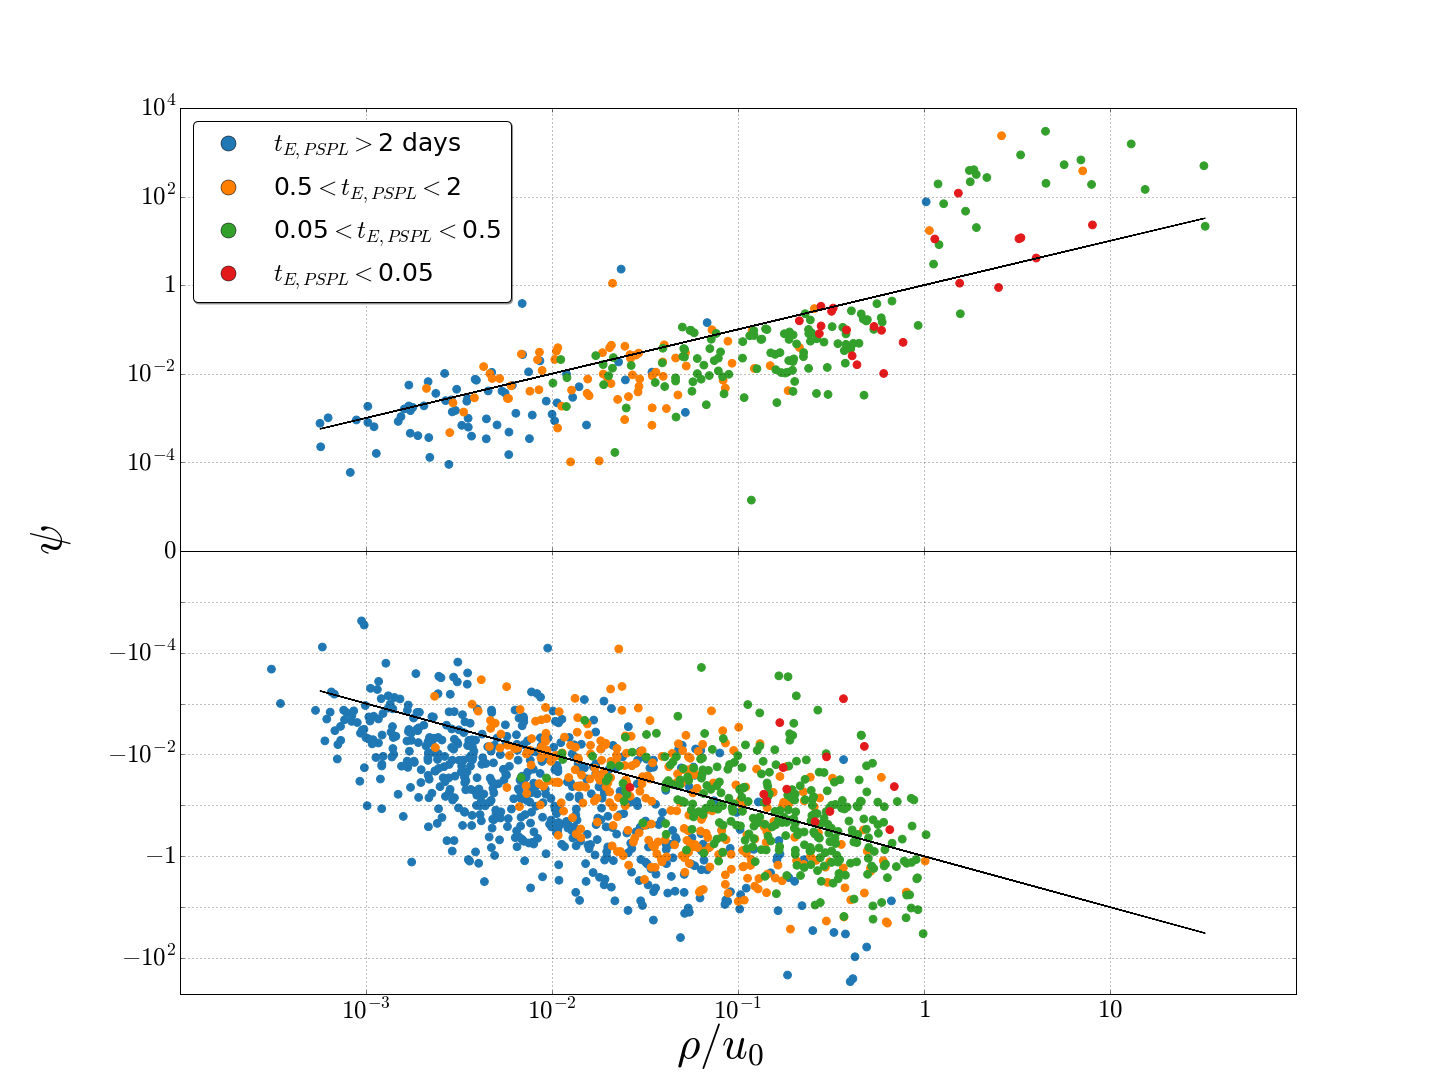 10^4
t_{E, PSPL} > 2 days
0.5 < t_{E, PSPL} < 2
0.05 < t_{E, PSPL} < 0.5
t_{E, PSPL} < 0.05
10^2
1
10^{-2}
10^{-4}
0
ψ
−10^{-4}
−10^{-2}
−1
−10^2
10^{-3} 10^{-2} 10^{-1} 1 10
ρ/u_0